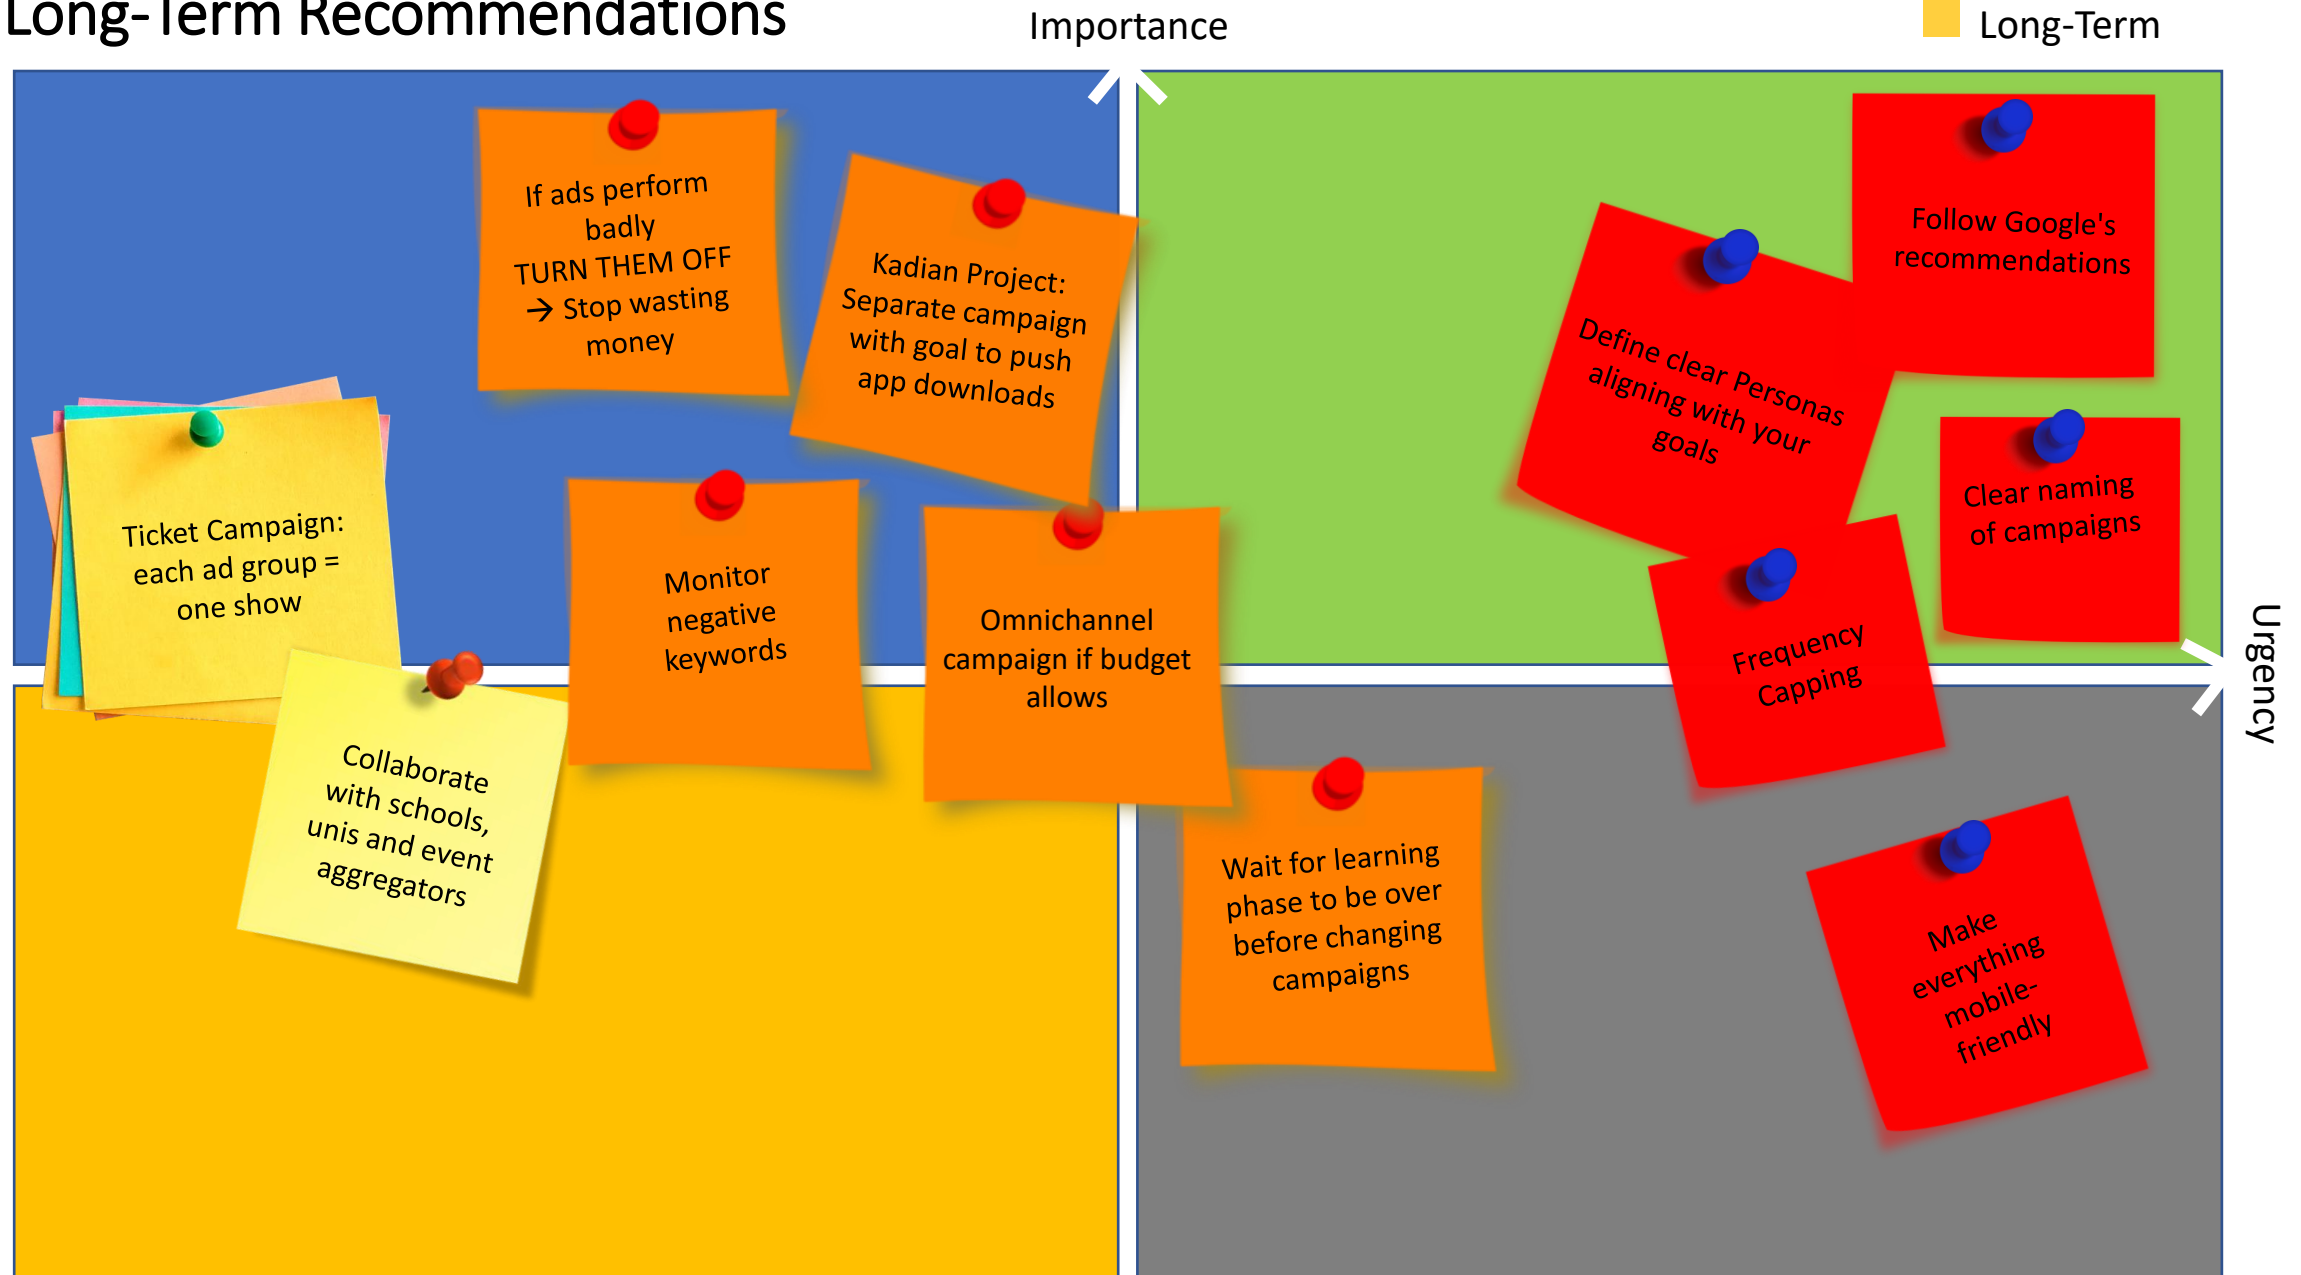 Long-Term Recommendations
Importance
Long-Term
If ads perform
badly
TURN THEM OFF
→ Stop wasting
money
Kadian Project:
Separate campaign
with goal to push
app downloads
Follow Google's
recommendations
Define clear Personas
aligning with your
goals
Clear naming
of campaigns
Ticket Campaign:
each ad group =
one show
Monitor
negative
keywords
Omnichannel
campaign if budget
allows
Frequency
Capping
Urgency
Collaborate
with schools,
unis and event
aggregators
Wait for learning
phase to be over
before changing
campaigns
Make
everything
mobile-
friendly